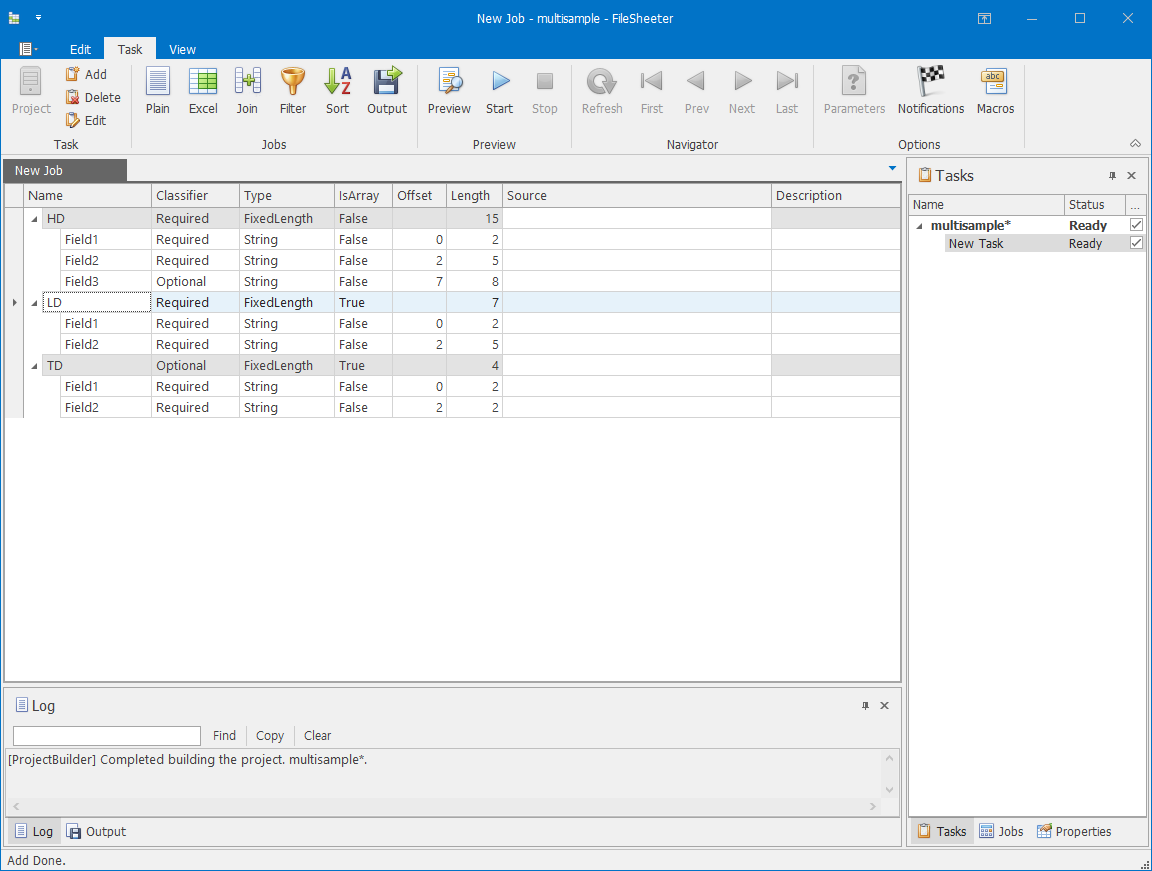 New Job - multisample - FileSheeter
Edit Task View
Project Add Delete Edit Plain Excel Join Filter Sort Output Preview Start Stop Refresh First Prev Next Last Parameters Notifications Macros
Task Jobs Preview Navigator Options
New Job
Name Classifier Type IsArray Offset Length Source Description
HD Required FixedLength False 15
Field1 Required String False 0 2
Field2 Required String False 2 5
Field3 Optional String False 7 8
LD Required FixedLength True 7
Field1 Required String False 0 2
Field2 Required String False 2 5
TD Optional FixedLength True 4
Field1 Required String False 0 2
Field2 Required String False 2 2
Tasks
Name Status ...
multisample* Ready
New Task Ready
Log
Find Copy Clear
[ProjectBuilder] Completed building the project. multisample*.
Log Output
Tasks Jobs Properties
Add Done.